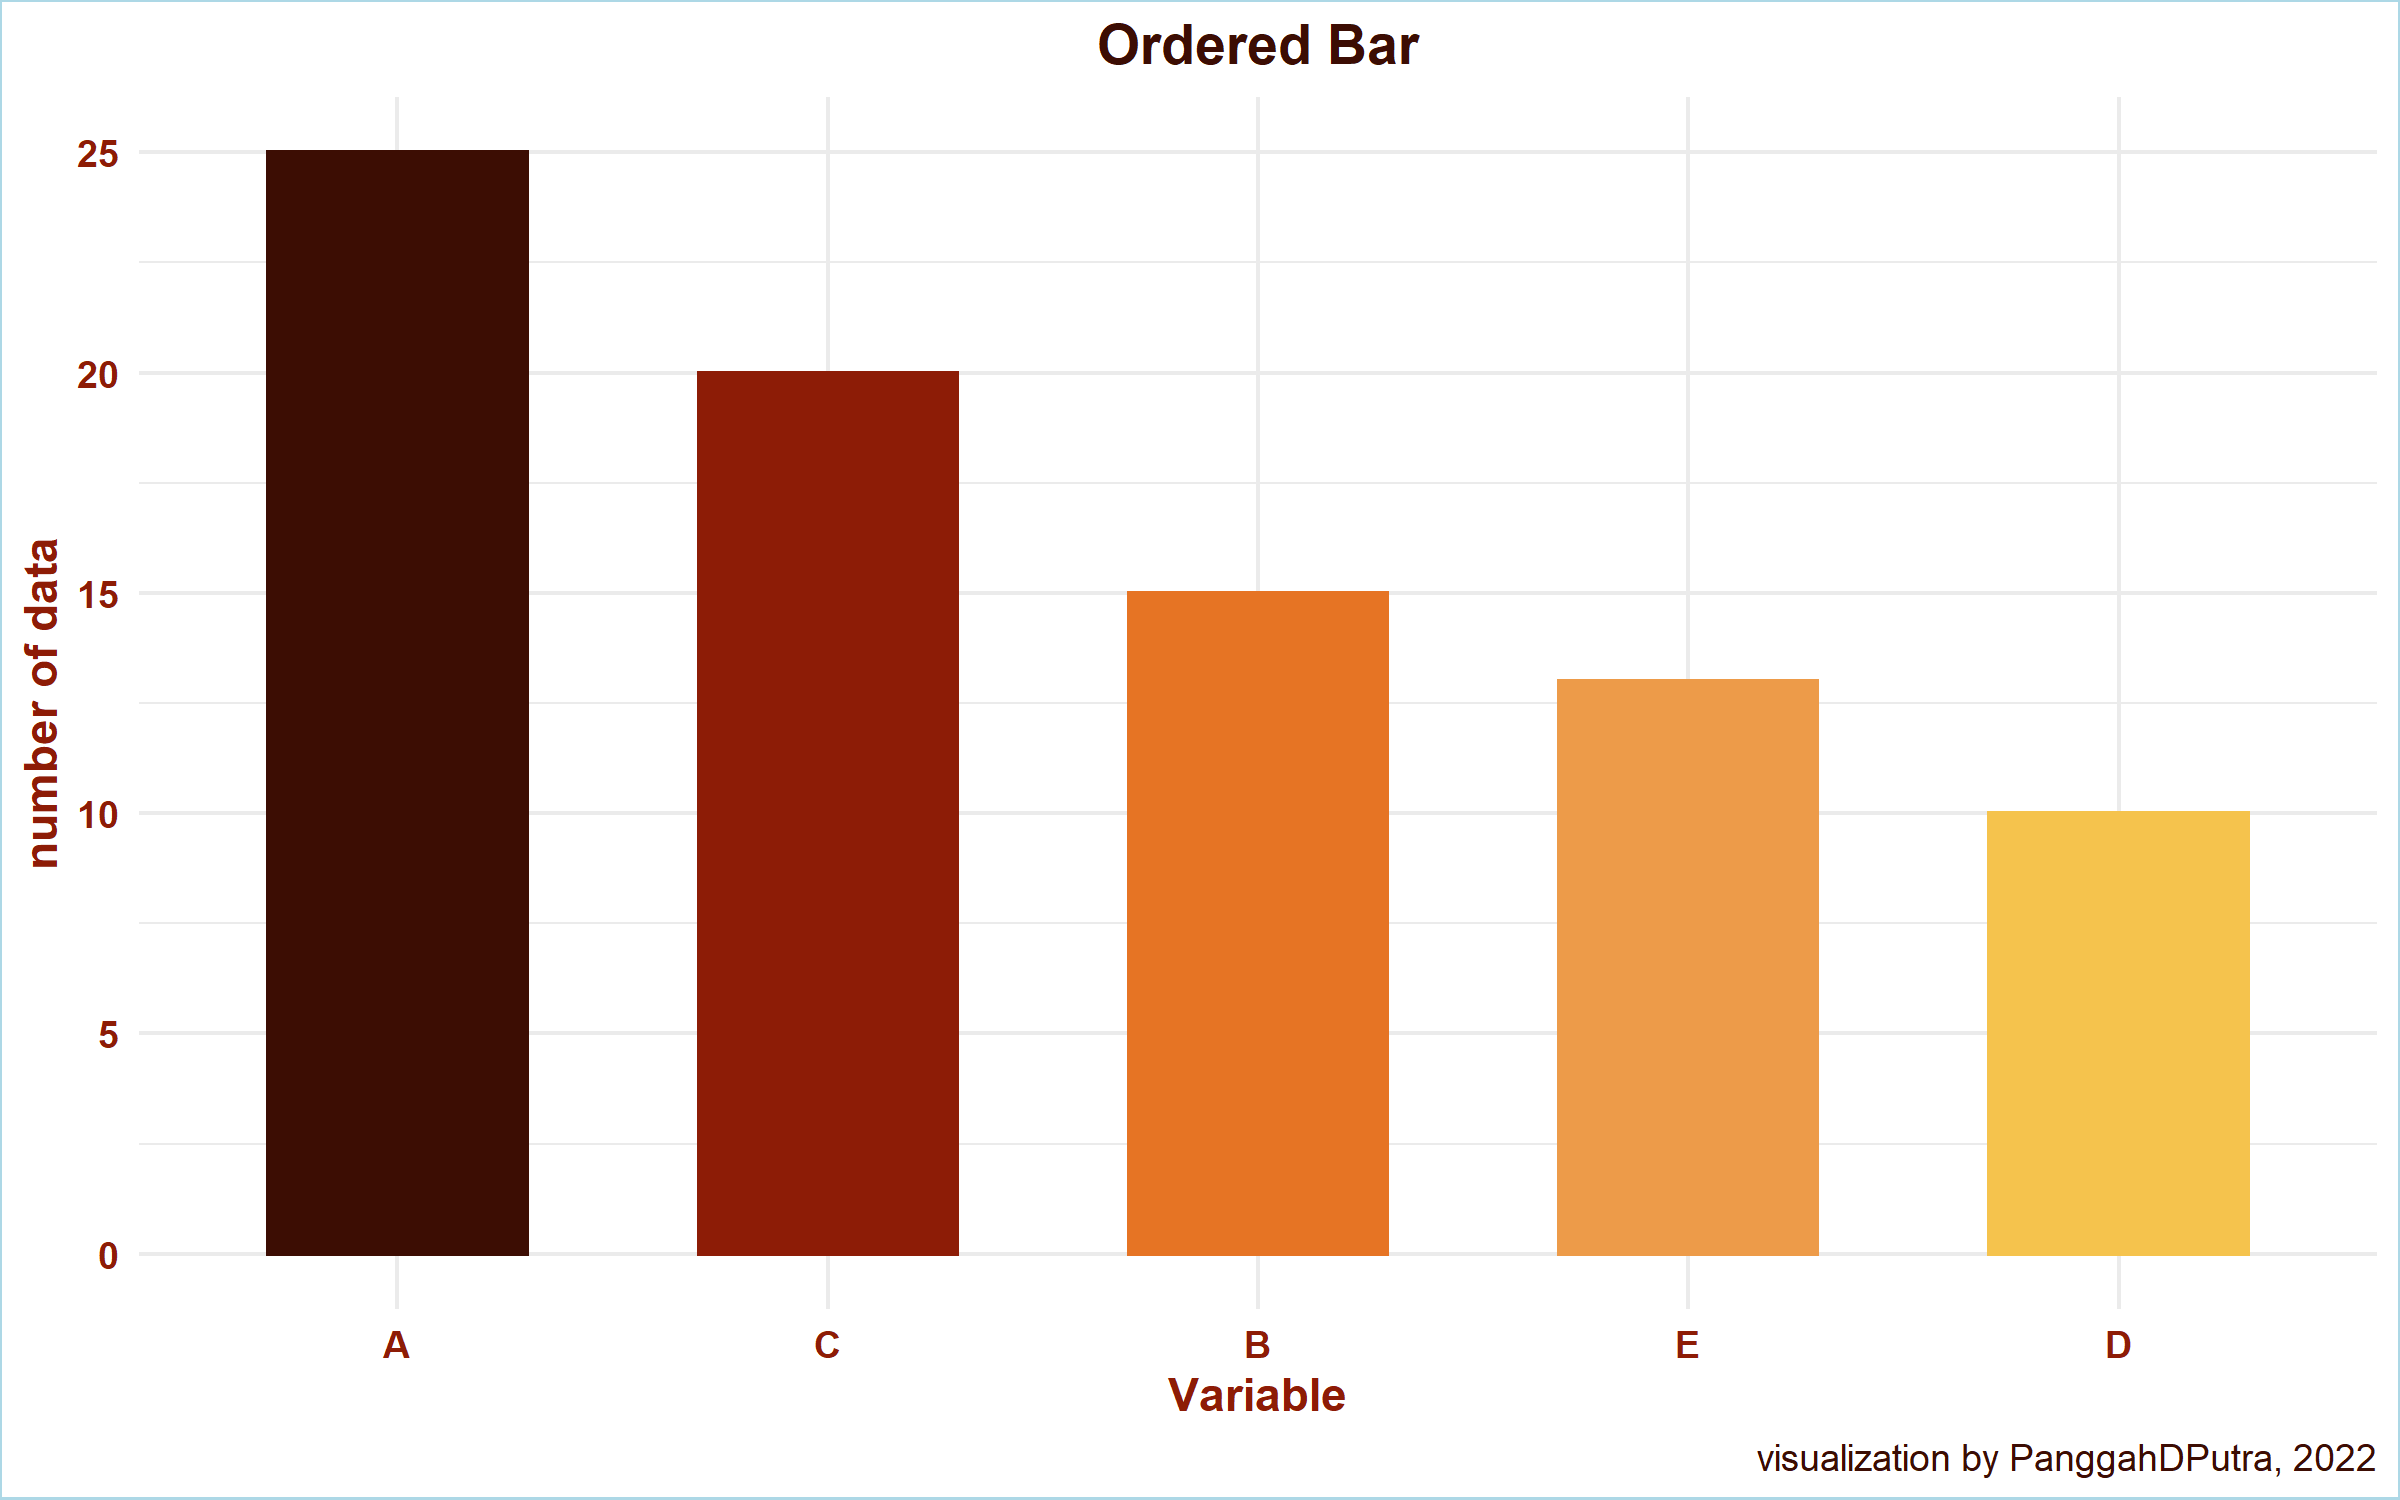 Ordered Bar
25
20
15
10
5
0
number of data
A C B E D
Variable
visualization by PanggahDPutra, 2022